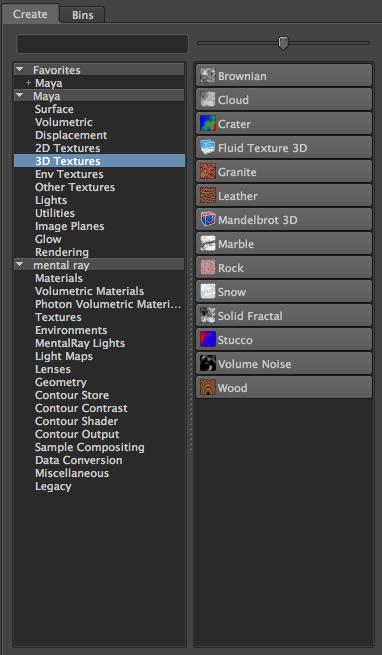 Create
Bins
Favorites
+ Maya
Maya
Surface
Volumetric
Displacement
2D Textures
3D Textures
Env Textures
Other Textures
Lights
Utilities
Image Planes
Glow
Rendering
mental ray
Materials
Volumetric Materials
Photon Volumetric Materi...
Textures
Environments
MentalRay Lights
Light Maps
Lenses
Geometry
Contour Store
Contour Contrast
Contour Shader
Contour Output
Sample Compositing
Data Conversion
Miscellaneous
Legacy
Brownian
Cloud
Crater
Fluid Texture 3D
Granite
Leather
Mandelbrot 3D
Marble
Rock
Snow
Solid Fractal
Stucco
Volume Noise
Wood